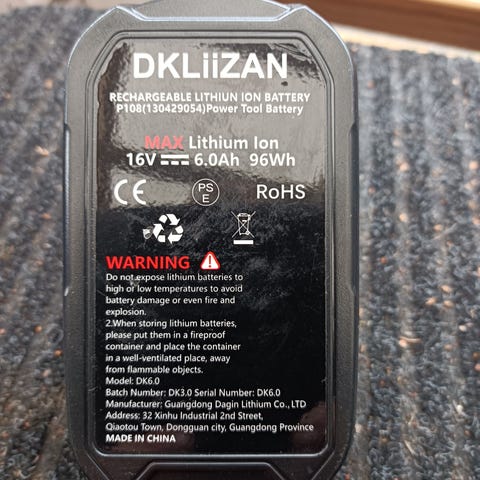 DKLiiZAN
RECHARGEABLE LITHIUN ION BATTERY
P108(130429054)Power Tool Battery
MAX Lithium Ion
16V 6.0Ah 96Wh
CE PS E RoHS
WARNING
Do not expose lithium batteries to
high or low temperatures to avoid
battery damage or even fire and
explosion.
2.When storing lithium batteries,
please put them in a fireproof
container and place the container
in a well-ventilated place, away
from flammable objects.
Model: DK6.0
Batch Number: DK3.0 Serial Number: DK6.0
Manufacturer: Guangdong Dagin Lithium Co., LTD
Address: 32 Xinhu Industrial 2nd Street,
Qiaotou Town, Dongguan city, Guangdong Province
MADE IN CHINA